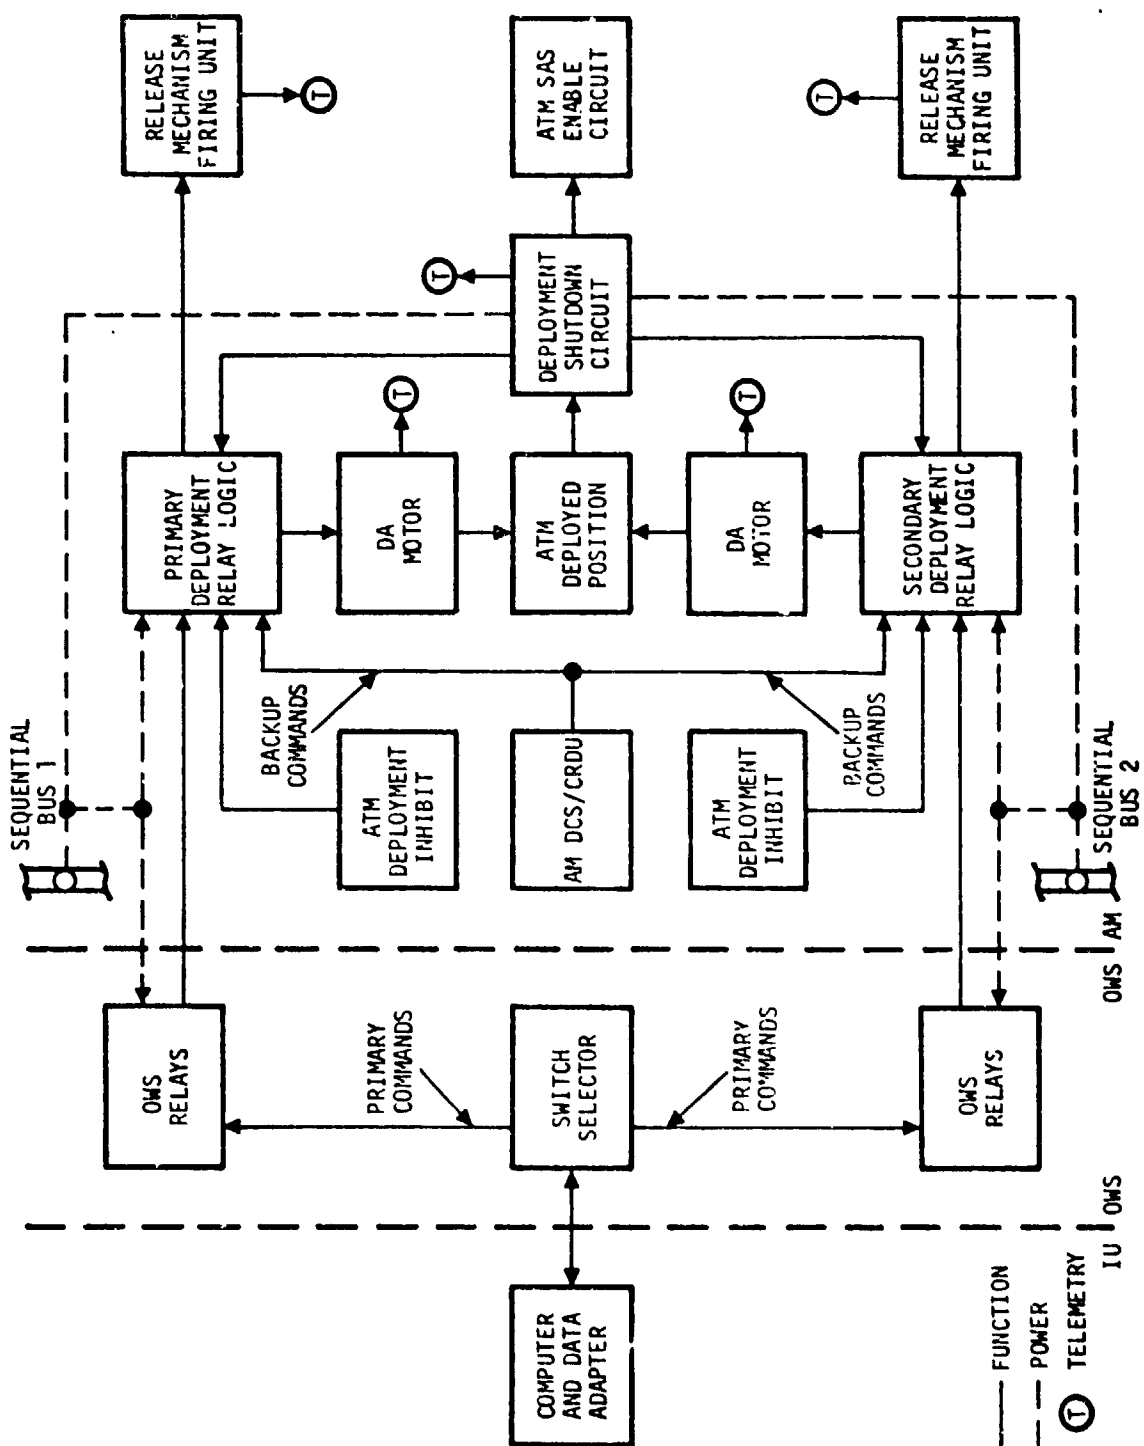 SEQUENTIAL
BUS 1
COMPUTER
AND DATA
ADAPTER
SWITCH
SELECTOR
OWS
RELAYS
PRIMARY
COMMANDS
PRIMARY
COMMANDS
OWS
RELAYS
BACKUP
COMMANDS
ATM
DEPLOYMENT
INHIBIT
AM DCS/CRDU
ATM
DEPLOYMENT
INHIBIT
BACKUP
COMMANDS
PRIMARY
DEPLOYMENT
RELAY LOGIC
DA
MOTOR
T
ATM
DEPLOYED
POSITION
DA
MOTOR
T
SECONDARY
DEPLOYMENT
RELAY LOGIC
T
DEPLOYMENT
SHUTDOWN
CIRCUIT
RELEASE
MECHANISM
FIRING UNIT
T
ATM SAS
ENABLE
CIRCUIT
T
RELEASE
MECHANISM
FIRING UNIT
SEQUENTIAL
BUS 2
IU OWS
OWS AM
FUNCTION
POWER
T TELEMETRY